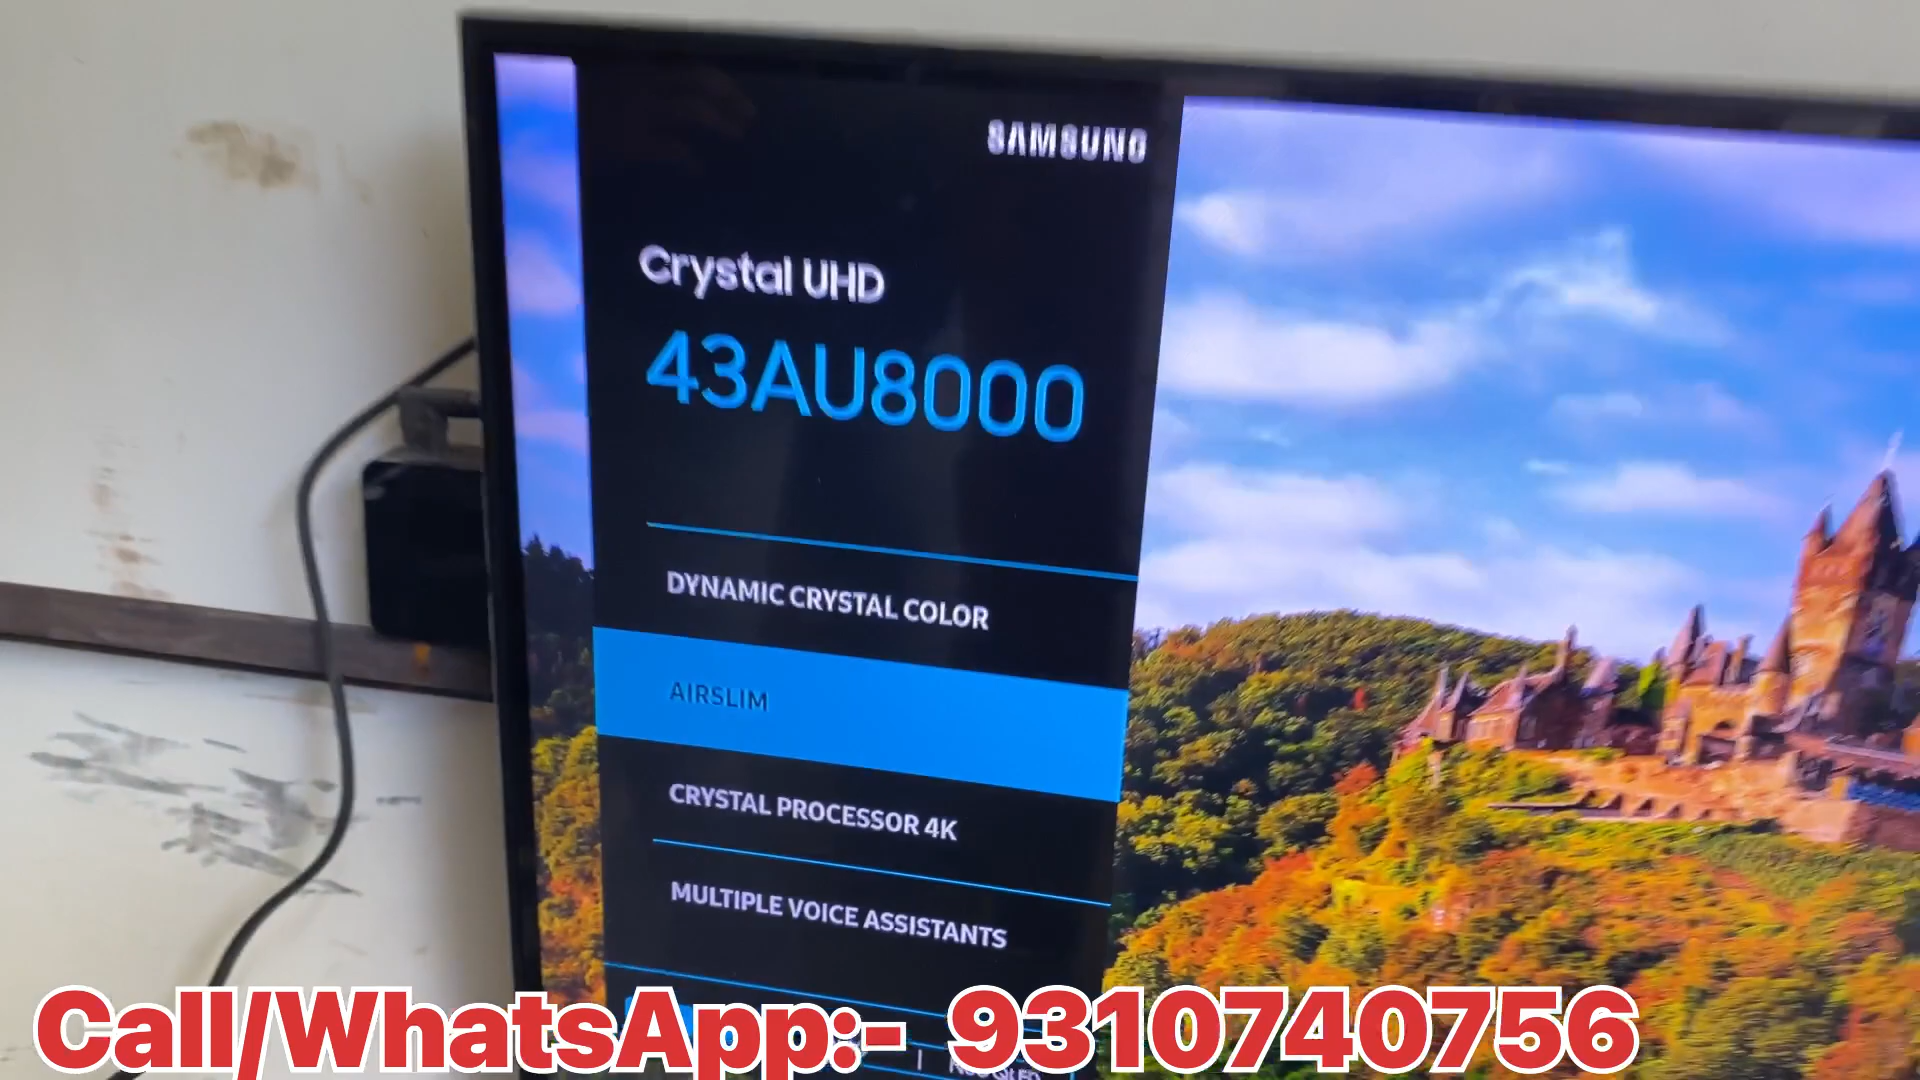 SAMSUNG
Crystal UHD
43AU8000
DYNAMIC CRYSTAL COLOR
AIRSLIM
CRYSTAL PROCESSOR 4K
MULTIPLE VOICE ASSISTANTS
Call/WhatsApp:- 9310740756